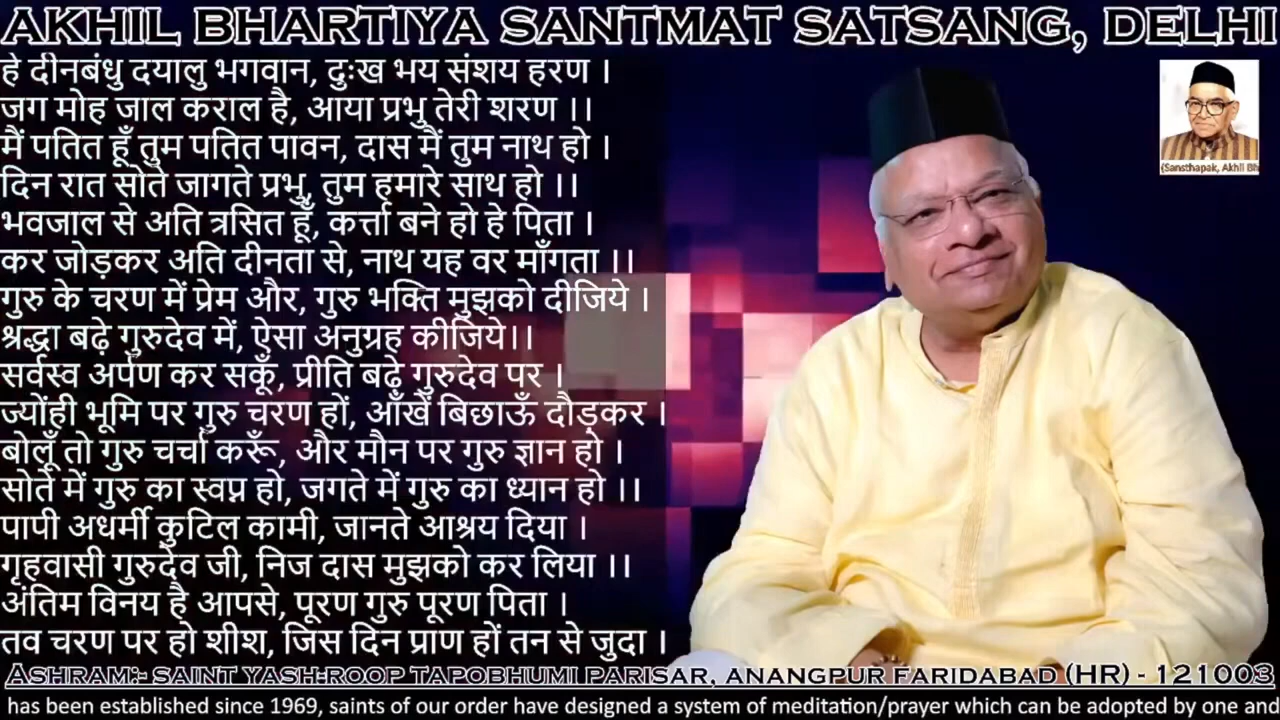 AKHIL BHARTIYA SANTMAT SATSANG, DELHI
हे दीनबंधु दयालु भगवान, दुःख भय संशय हरण ।
जग मोह जाल कराल है, आया प्रभु तेरी शरण ।।
मैं पतित हूँ तुम पतित पावन, दास मैं तुम नाथ हो ।
दिन रात सोते जागते प्रभु, तुम हमारे साथ हो ।।
भवजाल से अति त्रसित हूँ, कर्त्ता बने हो हे पिता ।
कर जोड़कर अति दीनता से, नाथ यह वर माँगता ।।
गुरु के चरण में प्रेम और, गुरु भक्ति मुझको दीजिये ।
श्रद्धा बढ़े गुरुदेव में, ऐसा अनुग्रह कीजिये।।
सर्वस्व अर्पण कर सकूँ, प्रीति बढ़े गुरुदेव पर ।
ज्योंही भूमि पर गुरु चरण हों, आँखें बिछाऊँ दौड़कर ।
बोलूँ तो गुरु चर्चा करूँ, और मौन पर गुरु ज्ञान हो ।
सोते में गुरु का स्वप्न हो, जगते में गुरु का ध्यान हो ।।
पापी अधर्मी कुटिल कामी, जानते आश्रय दिया ।
गृहवासी गुरुदेव जी, निज दास मुझको कर लिया ।।
अंतिम विनय है आपसे, पूरण गुरु पूरण पिता ।
तव चरण पर हो शीश, जिस दिन प्राण हों तन से जुदा ।
(Sansthapak, Akhil Bh
ASHRAM:- SAINT YASH-ROOP TAPOBHUMI PARISAR, ANANGPUR FARIDABAD (HR) - 121003
has been established since 1969, saints of our order have designed a system of meditation/prayer which can be adopted by one and